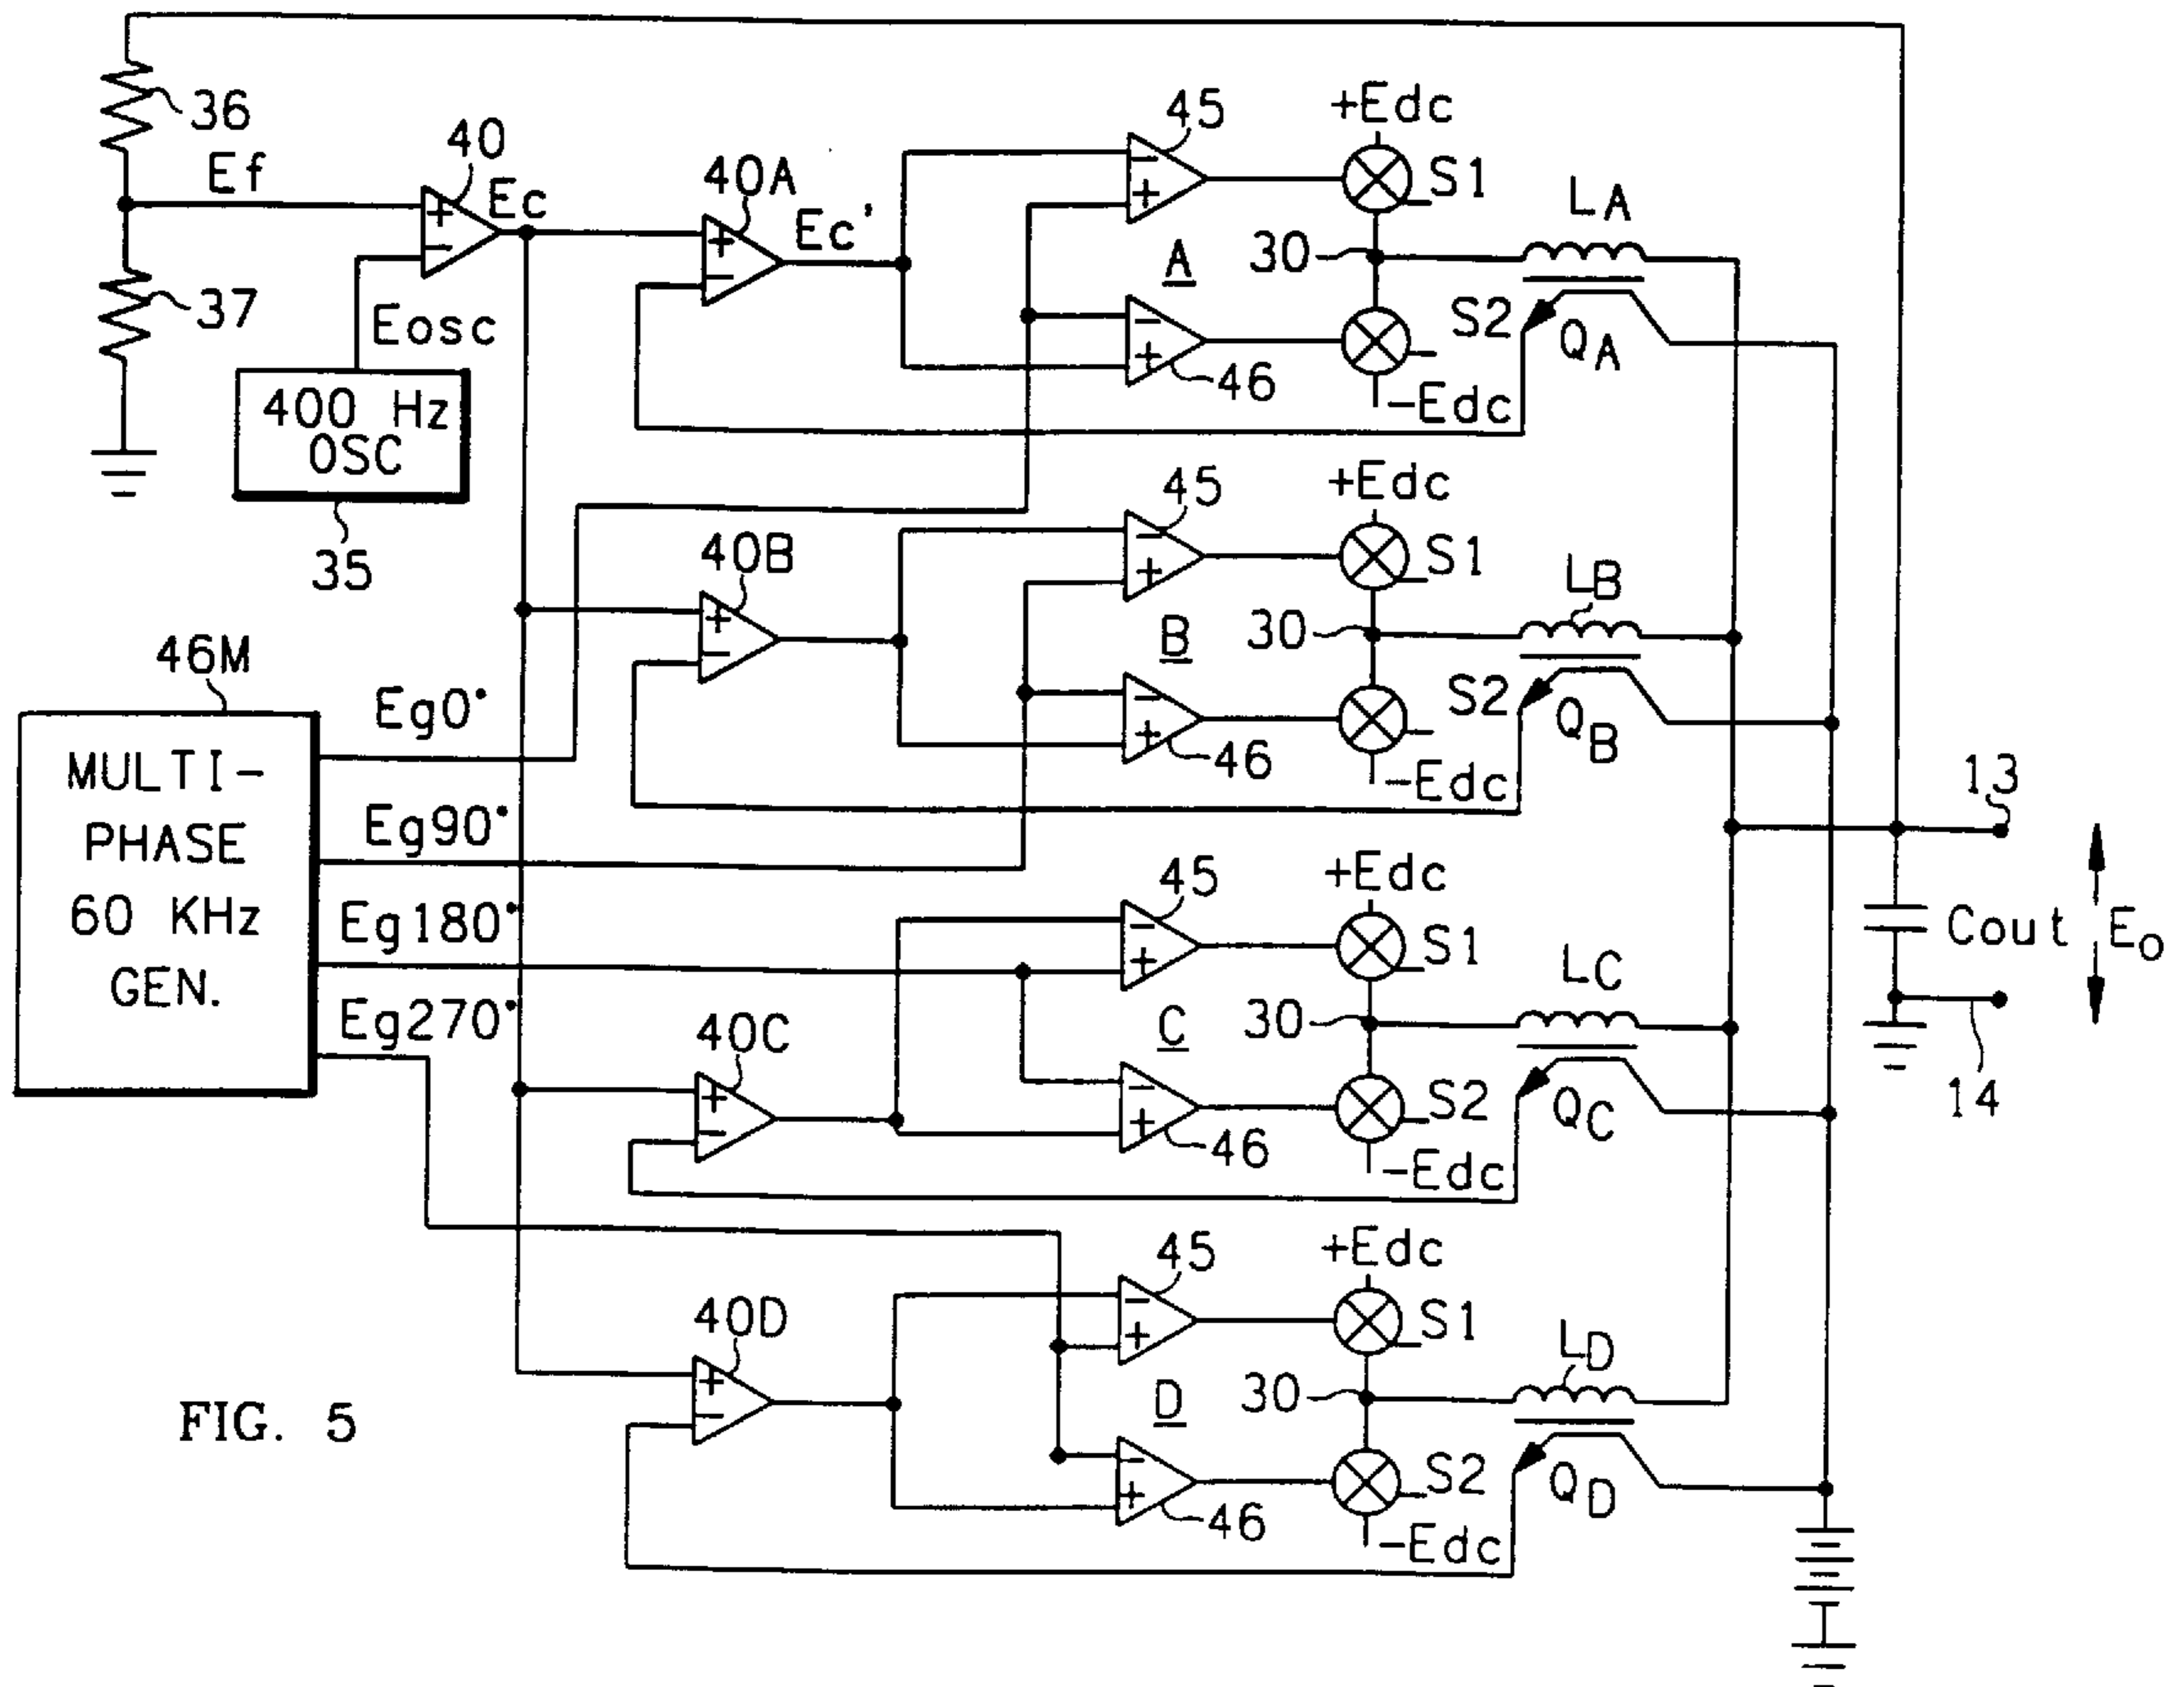 36
Ef
40
Ec
40A
Ec'
45
+Edc
S1
LA
A
30
37
Eosc
S2
QA
46
-Edc
400 Hz
OSC
35
45
+Edc
S1
40B
LB
B
30
S2
QB
46
-Edc
46M
MULTI-
PHASE
60 KHz
GEN.
Eg0°
Eg90°
Eg180°
Eg270°
13
Cout
Eo
14
45
+Edc
S1
LC
40C
C
30
S2
QC
46
-Edc
45
+Edc
S1
40D
LD
D
30
S2
QD
46
-Edc
FIG. 5